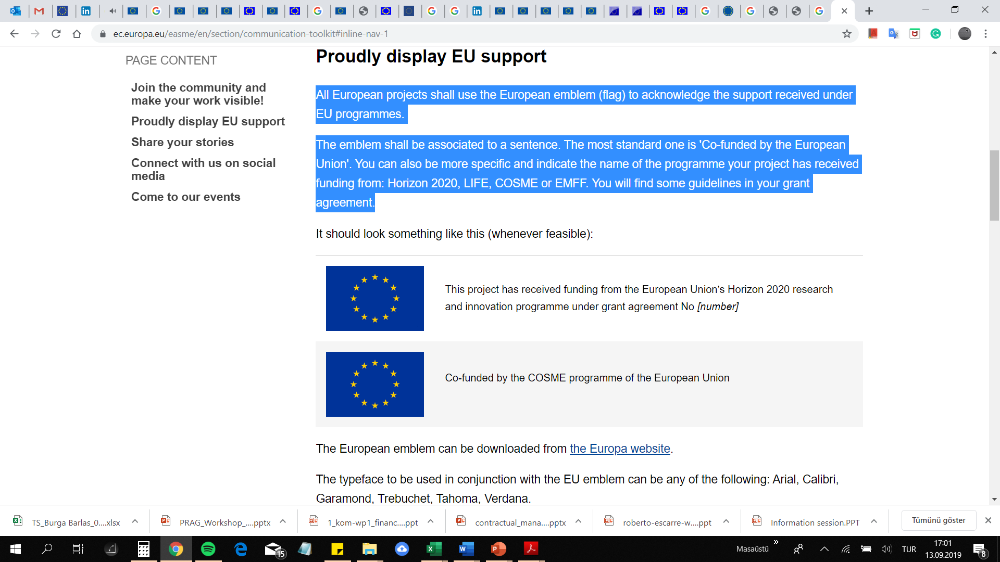 ec.europa.eu/easme/en/section/communication-toolkit#inline-nav-1
PAGE CONTENT
Join the community and
make your work visible!
Proudly display EU support
Share your stories
Connect with us on social
media
Come to our events
Proudly display EU support
All European projects shall use the European emblem (flag) to acknowledge the support received under
EU programmes.
The emblem shall be associated to a sentence. The most standard one is 'Co-funded by the European
Union'. You can also be more specific and indicate the name of the programme your project has received
funding from: Horizon 2020, LIFE, COSME or EMFF. You will find some guidelines in your grant
agreement.
It should look something like this (whenever feasible):
This project has received funding from the European Union’s Horizon 2020 research
and innovation programme under grant agreement No [number]
Co-funded by the COSME programme of the European Union
The European emblem can be downloaded from the Europa website.
The typeface to be used in conjunction with the EU emblem can be any of the following: Arial, Calibri,
Garamond, Trebuchet, Tahoma, Verdana.
TS_Burga Barlas_0....xlsx
PRAG_Workshop_....pptx
1_kom-wp1_financ....ppt
contractual_mana....pptx
roberto-escarre-w....ppt
Information session.PPT
Tümünü göster
15
Masaüstü
TUR
17:01
13.09.2019
8